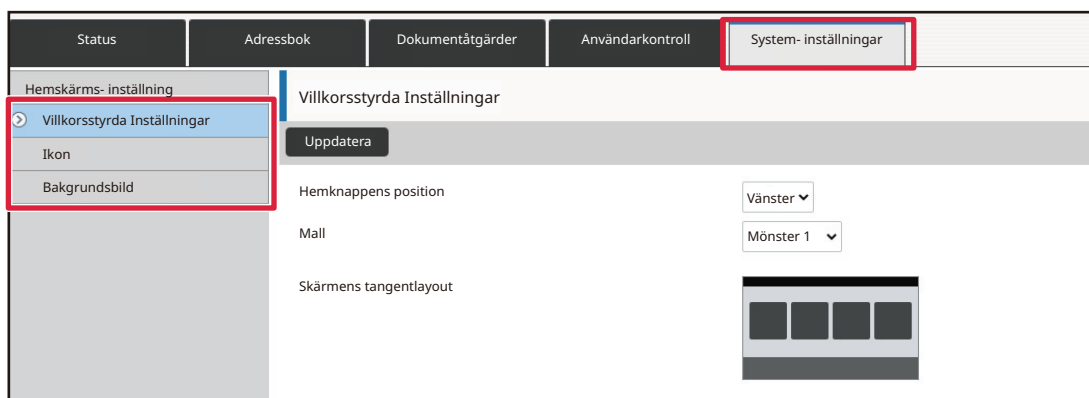 Status
Adressbok
Dokumentåtgärder
Användarkontroll
System- inställningar
Hemskärms- inställning
Villkorsstyrda Inställningar
Ikon
Bakgrundsbild
Villkorsstyrda Inställningar
Uppdatera
Hemknappens position
Vänster
Mall
Mönster 1
Skärmens tangentlayout